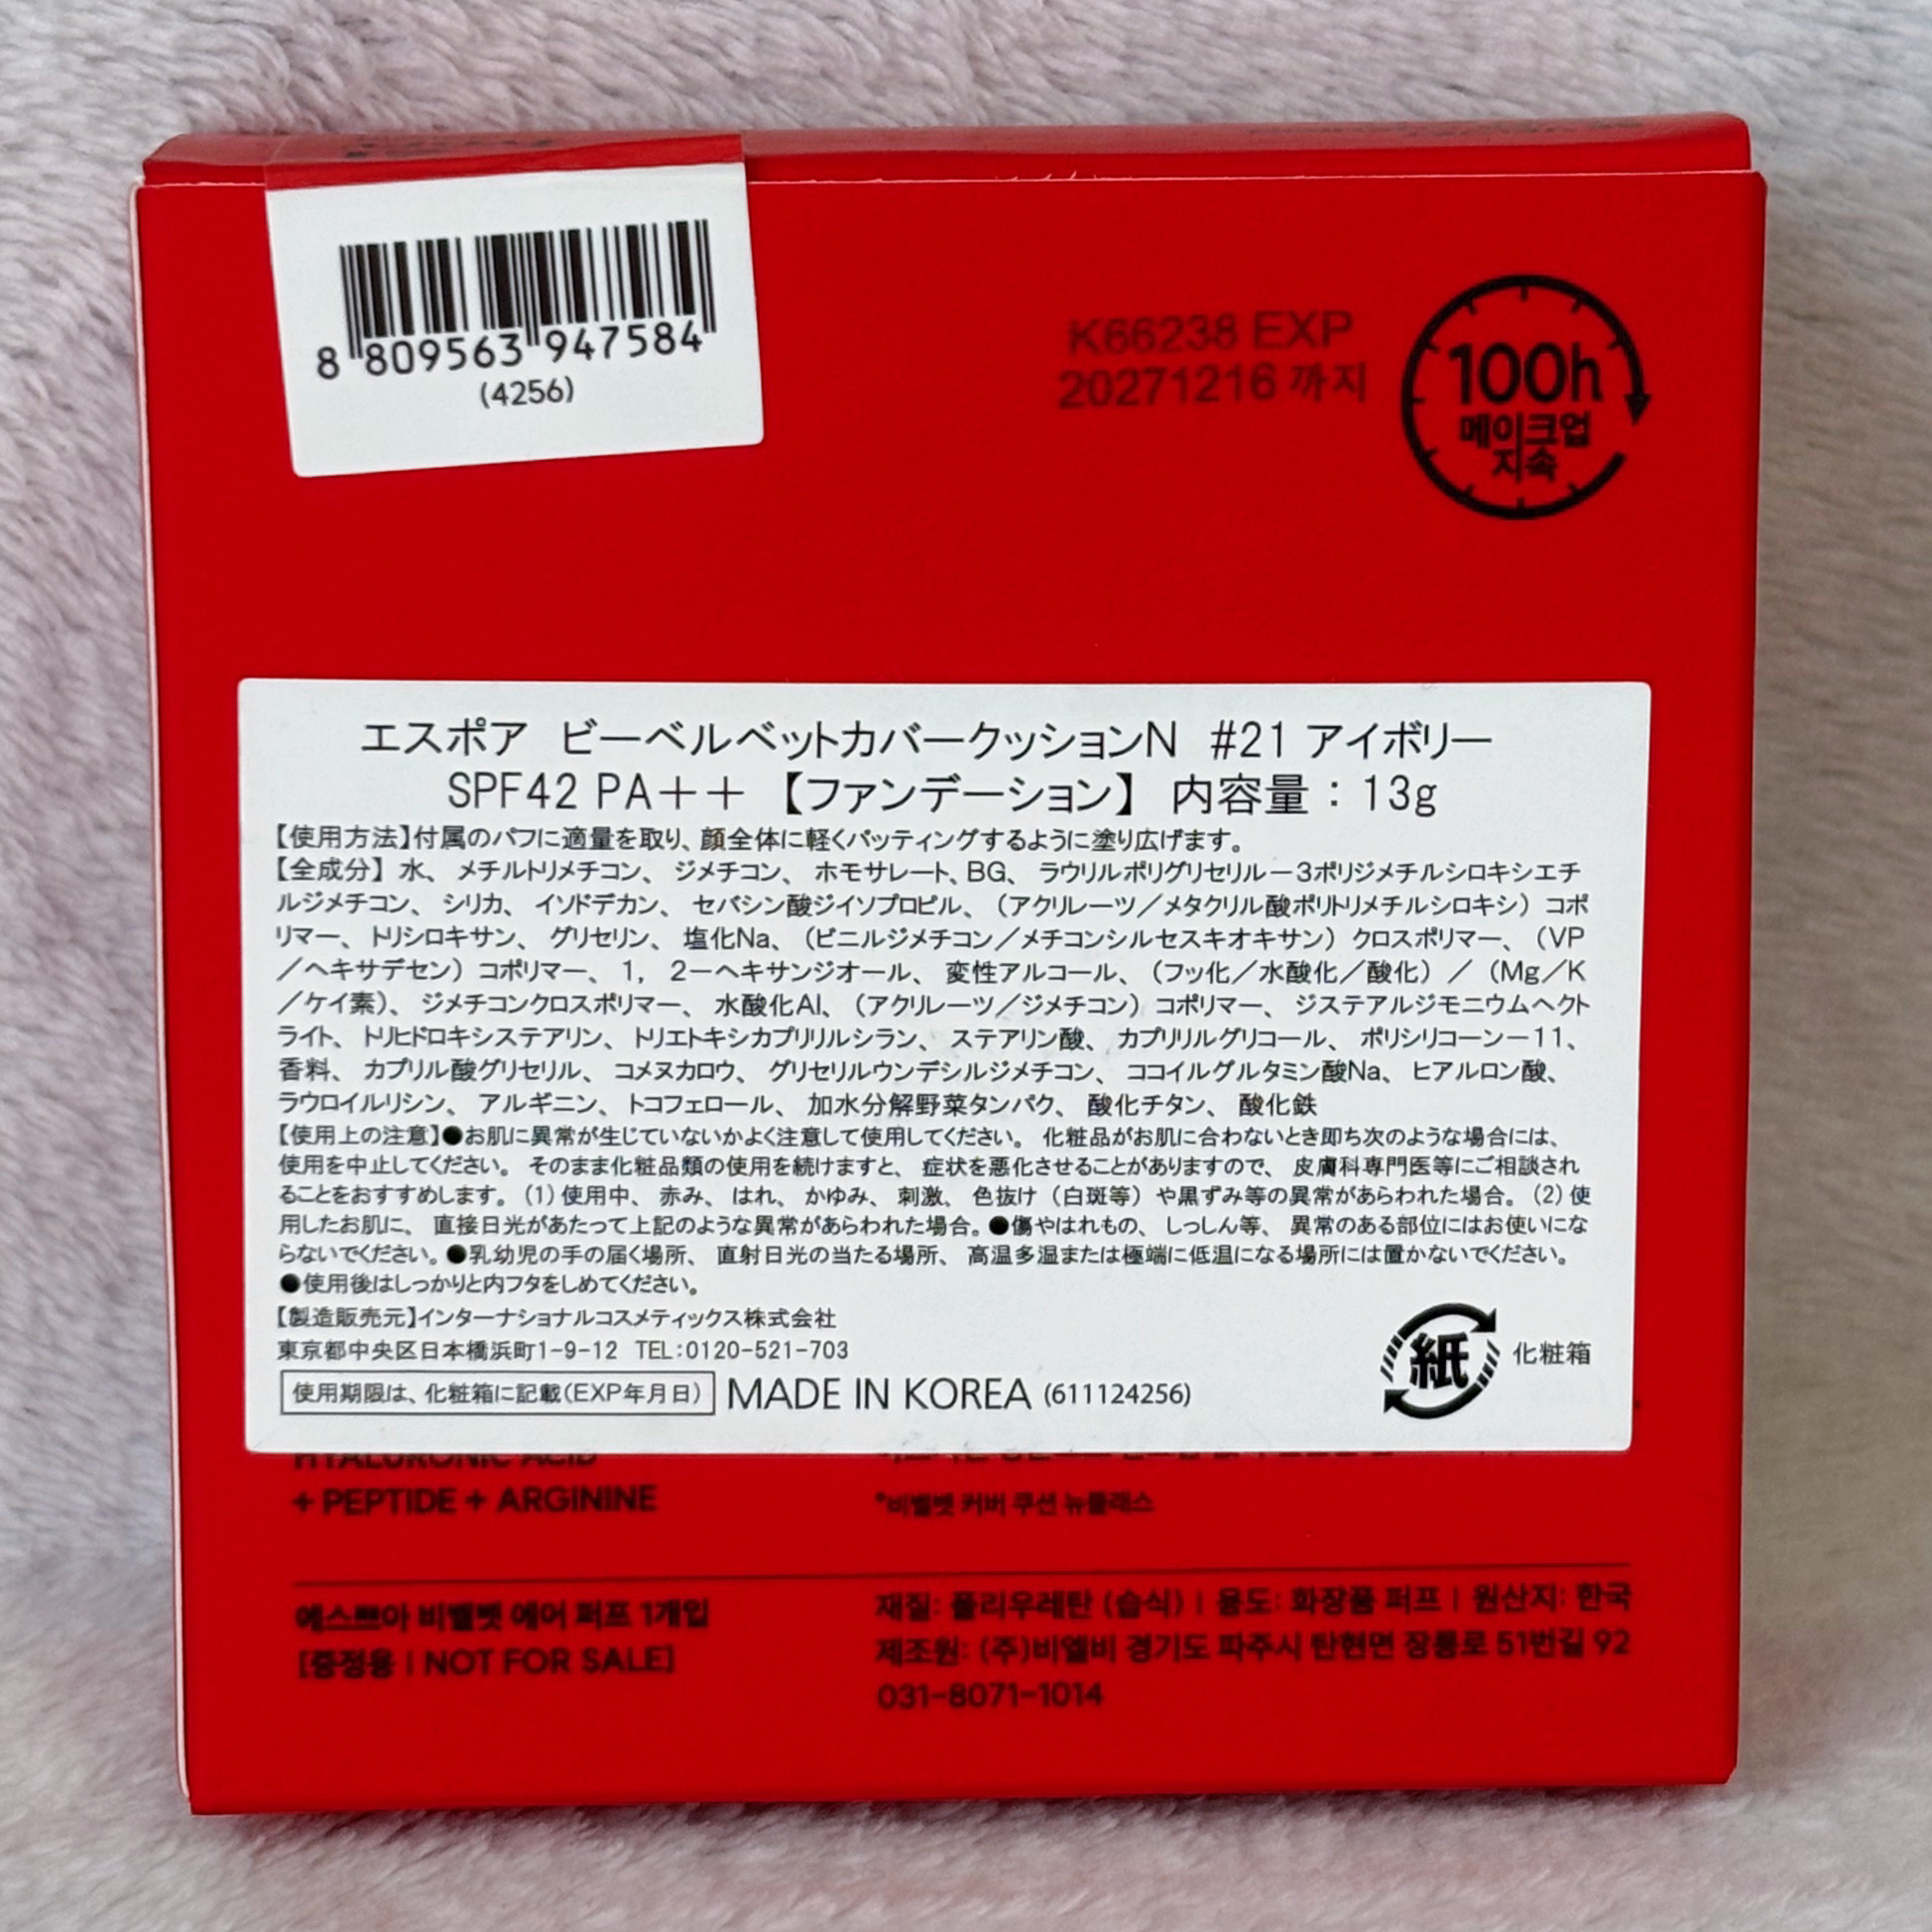 8 809563 947584
(4256)
K66238 EXP
20271216 까지
100h
메이크업
지속
エスポア ビーベルベットカバークッションN #21 アイボリー
SPF42 PA＋＋ 【ファンデーション】 内容量：13g
【使用方法】付属のパフに適量を取り、顔全体に軽くパッティングするように塗り広げます。
【全成分】水、メチルトリメチコン、ジメチコン、ホモサレート、BG、ラウリルポリグリセリルー3ポリジメチルシロキシエチ
ルジメチコン、シリカ、イソドデカン、セバシン酸ジイソプロピル、（アクリレーツ／メタクリル酸ポリトリメチルシロキシ）コポ
リマー、トリシロキサン、グリセリン、塩化Na、（ビニルジメチコン／メチコンシルセスキオキサン）クロスポリマー、（VP
／ヘキサデセン）コポリマー、1，2ーヘキサンジオール、変性アルコール、（フッ化／水酸化／酸化）／（Mg／K
／ケイ素）、ジメチコンクロスポリマー、水酸化Al、（アクリレーツ／ジメチコン）コポリマー、ジステアルジモニウムヘクト
ライト、トリヒドロキシステアリン、トリエトキシカプリリルシラン、ステアリン酸、カプリリルグリコール、ポリシリコーンー11、
香料、カプリル酸グリセリル、コメヌカロウ、グリセリルウンデシルジメチコン、ココイルグルタミン酸Na、ヒアルロン酸、
ラウロイルリシン、アルギニン、トコフェロール、加水分解野菜タンパク、酸化チタン、酸化鉄
【使用上の注意】●お肌に異常が生じていないかよく注意して使用してください。化粧品がお肌に合わないとき即ち次のような場合には、
使用を中止してください。そのまま化粧品類の使用を続けますと、症状を悪化させることがありますので、皮膚科専門医等にご相談され
ることをおすすめします。（1）使用中、赤み、はれ、かゆみ、刺激、色抜け（白斑等）や黒ずみ等の異常があらわれた場合。（2）使
用したお肌に、直接日光があたって上記のような異常があらわれた場合。●傷やはれもの、しっしん等、異常のある部位にはお使いにな
らないでください。●乳幼児の手の届く場所、直射日光の当たる場所、高温多湿または極端に低温になる場所には置かないでください。
●使用後はしっかりと内フタをしめてください。
【製造販売元】インターナショナルコスメティックス株式会社
東京都中央区日本橋浜町1-9-12 TEL:0120-521-703
使用期限は、化粧箱に記載（EXP年月日） MADE IN KOREA (611124256)
紙 化粧箱
HYALURONIC ACID
+ PEPTIDE + ARGININE
*비벨벳 커버 쿠션 뉴클래스
에스쁘아 비벨벳 에어 퍼프 1개입
[증정용 | NOT FOR SALE]
재질: 폴리우레탄 (습식) | 용도: 화장품 퍼프 | 원산지: 한국
제조원: (주)비엘비 경기도 파주시 탄현면 장릉로 51번길 92
031-8071-1014